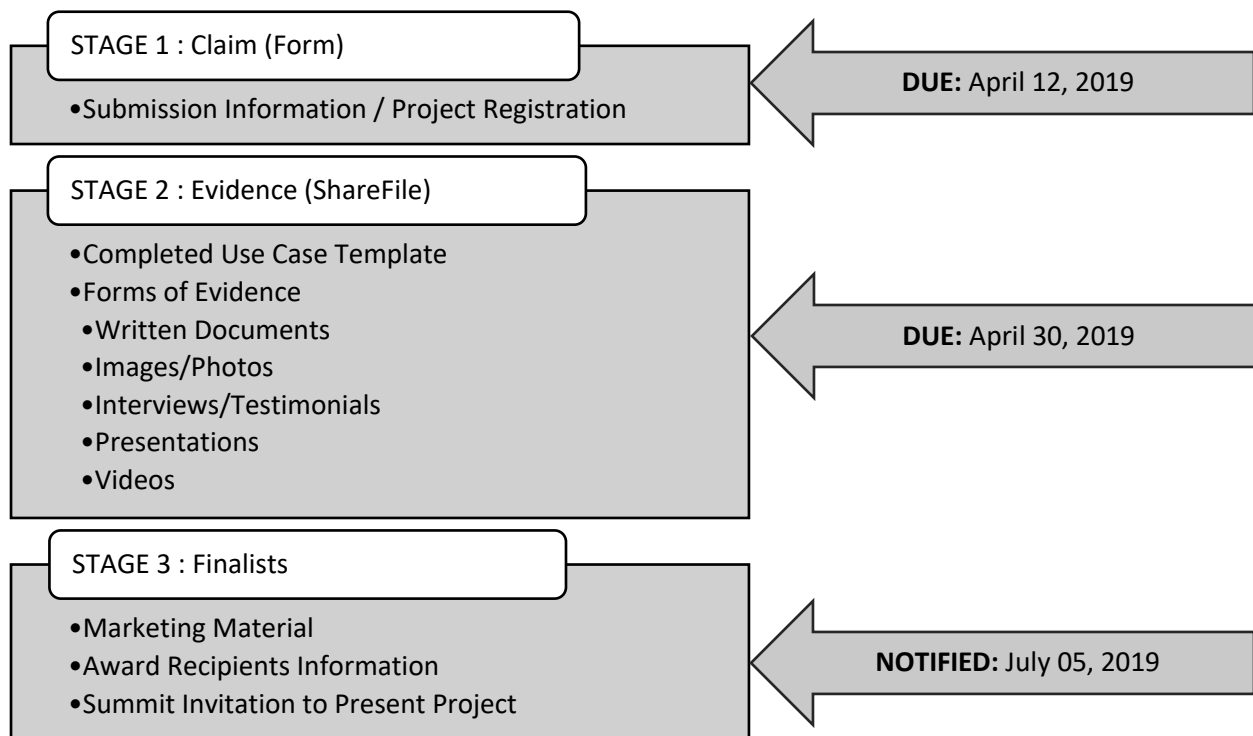 STAGE 1 : Claim (Form)
•Submission Information / Project Registration
DUE: April 12, 2019
STAGE 2 : Evidence (ShareFile)
•Completed Use Case Template
•Forms of Evidence
•Written Documents
•Images/Photos
•Interviews/Testimonials
•Presentations
•Videos
DUE: April 30, 2019
STAGE 3 : Finalists
•Marketing Material
•Award Recipients Information
•Summit Invitation to Present Project
NOTIFIED: July 05, 2019